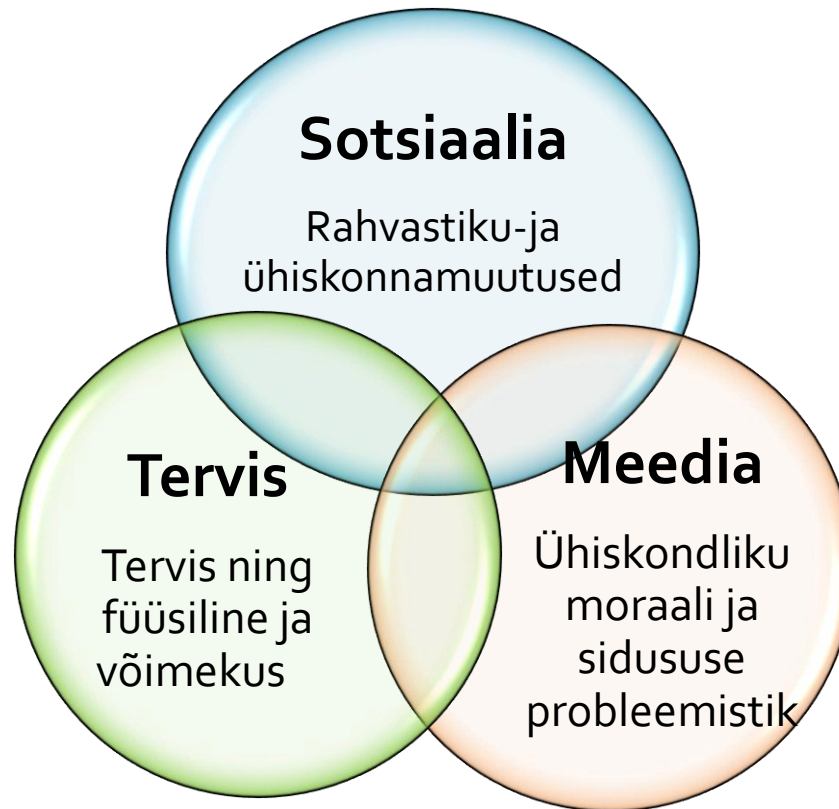 Sotsiaalia
Rahvastiku-ja
ühiskonnamuutused
Tervis
Tervis ning
füüsiline ja
võimekus
Meedia
Ühiskondliku
moraali ja
sidususe
probleemistik